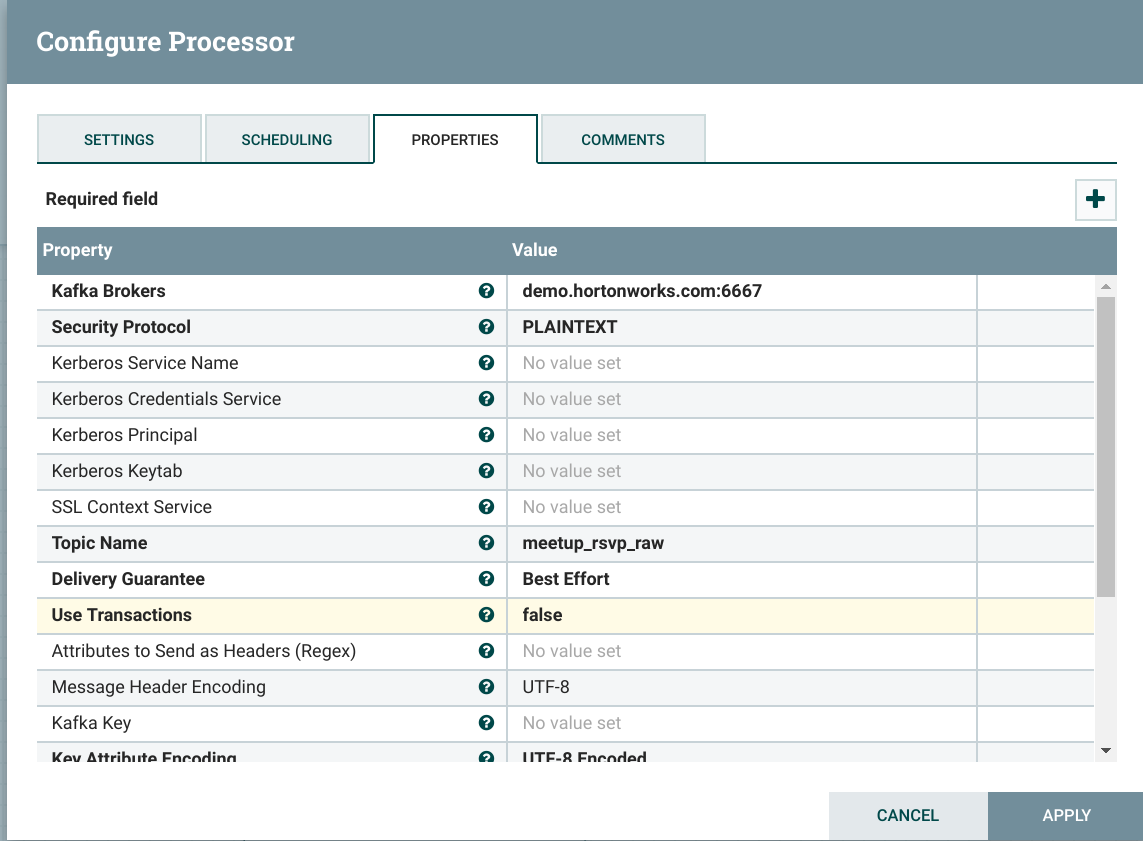 Configure Processor
SETTINGS SCHEDULING PROPERTIES COMMENTS
Required field
Property Value
Kafka Brokers demo.hortonworks.com:6667
Security Protocol PLAINTEXT
Kerberos Service Name No value set
Kerberos Credentials Service No value set
Kerberos Principal No value set
Kerberos Keytab No value set
SSL Context Service No value set
Topic Name meetup_rsvp_raw
Delivery Guarantee Best Effort
Use Transactions false
Attributes to Send as Headers (Regex) No value set
Message Header Encoding UTF-8
Kafka Key No value set
Key Attribute Encoding UTF-8 Encoded
CANCEL APPLY